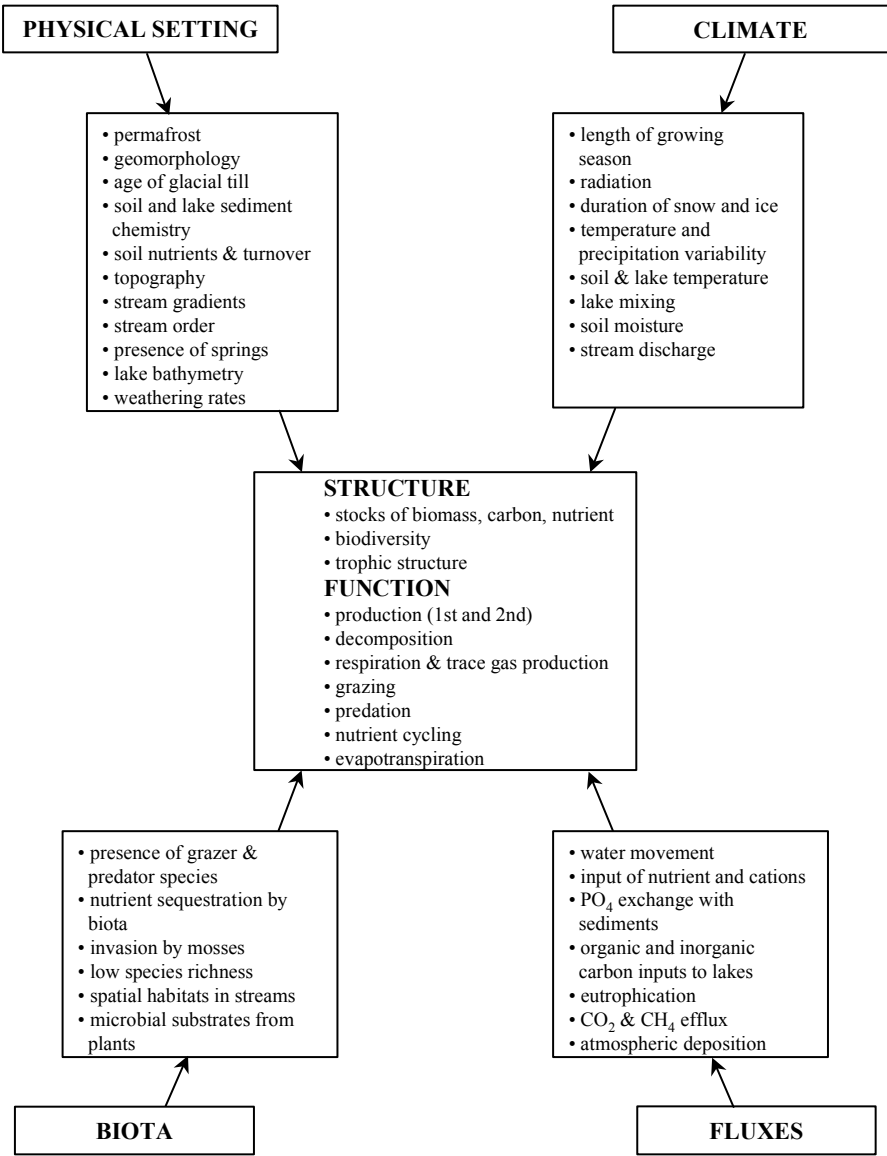 PHYSICAL SETTING
CLIMATE
• permafrost
• geomorphology
• age of glacial till
• soil and lake sediment
chemistry
• soil nutrients & turnover
• topography
• stream gradients
• stream order
• presence of springs
• lake bathymetry
• weathering rates
• length of growing
season
• radiation
• duration of snow and ice
• temperature and
precipitation variability
• soil & lake temperature
• lake mixing
• soil moisture
• stream discharge
STRUCTURE
• stocks of biomass, carbon, nutrient
• biodiversity
• trophic structure
FUNCTION
• production (1st and 2nd)
• decomposition
• respiration & trace gas production
• grazing
• predation
• nutrient cycling
• evapotranspiration
• presence of grazer &
predator species
• nutrient sequestration by
biota
• invasion by mosses
• low species richness
• spatial habitats in streams
• microbial substrates from
plants
• water movement
• input of nutrient and cations
• PO₄ exchange with
sediments
• organic and inorganic
carbon inputs to lakes
• eutrophication
• CO₂ & CH₄ efflux
• atmospheric deposition
BIOTA
FLUXES